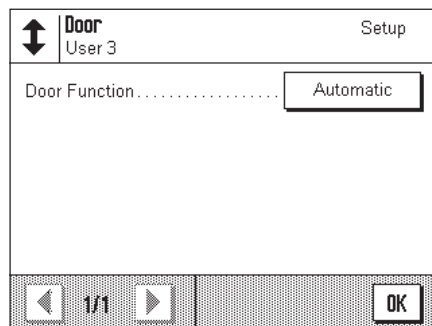 Door
Setup
User 3
Door Function.................. Automatic
1/1
OK